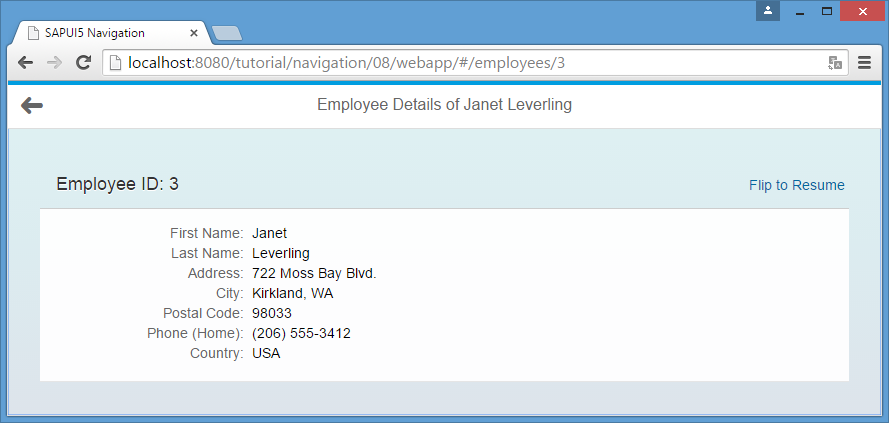 SAPUI5 Navigation
localhost:8080/tutorial/navigation/08/webapp/#/employees/3
Employee Details of Janet Leverling
Employee ID: 3
Flip to Resume
First Name: Janet
Last Name: Leverling
Address: 722 Moss Bay Blvd.
City: Kirkland, WA
Postal Code: 98033
Phone (Home): (206) 555-3412
Country: USA